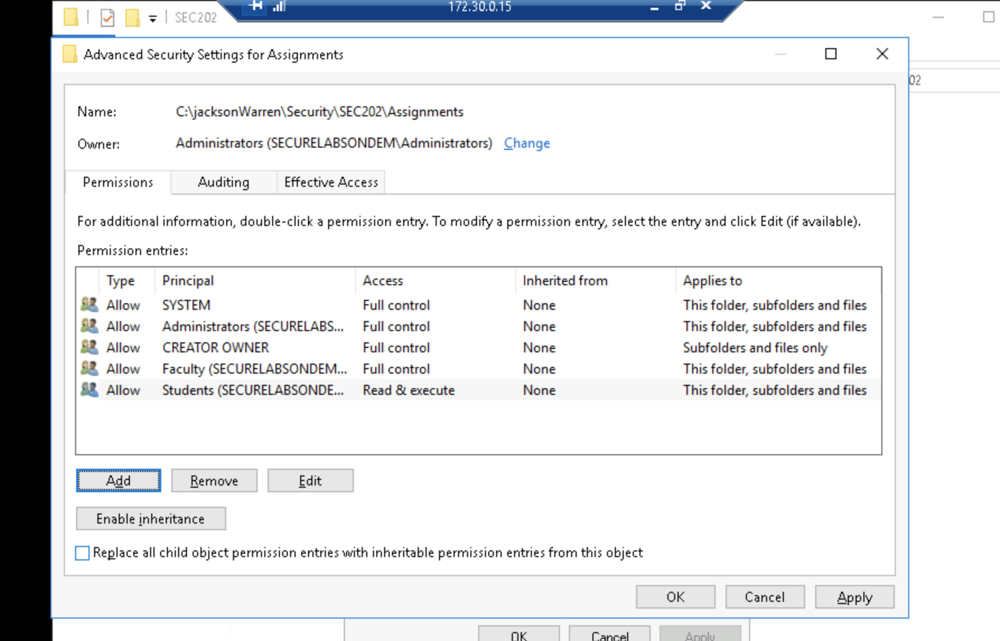 172.30.0.15
SEC202
Advanced Security Settings for Assignments
02
Name: C:\jacksonWarren\Security\SEC202\Assignments
Owner: Administrators (SECURELABSONDEM\Administrators) Change
Permissions Auditing Effective Access
For additional information, double-click a permission entry. To modify a permission entry, select the entry and click Edit (if available).
Permission entries:
Type Principal Access Inherited from Applies to
Allow SYSTEM Full control None This folder, subfolders and files
Allow Administrators (SECURELABS... Full control None This folder, subfolders and files
Allow CREATOR OWNER Full control None Subfolders and files only
Allow Faculty (SECURELABSONDEM... Full control None This folder, subfolders and files
Allow Students (SECURELABSONDE... Read & execute None This folder, subfolders and files
Add Remove Edit
Enable inheritance
Replace all child object permission entries with inheritable permission entries from this object
OK Cancel Apply
OK Cancel Apply